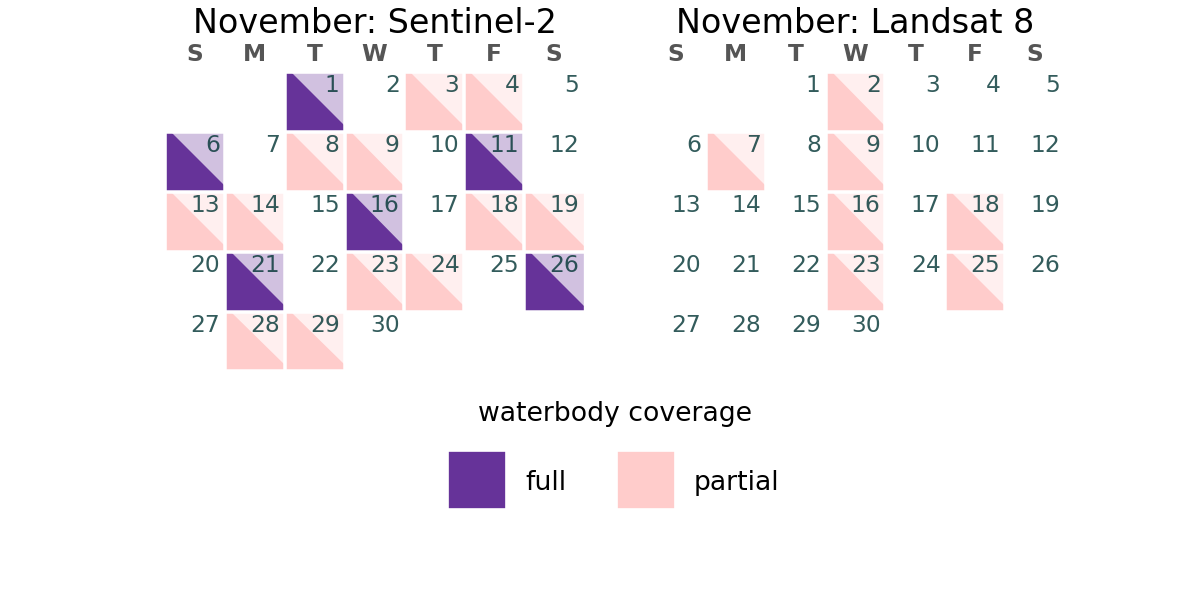 November: Sentinel-2
S M T W T F S
1 2 3 4 5
6 7 8 9 10 11 12
13 14 15 16 17 18 19
20 21 22 23 24 25 26
27 28 29 30
November: Landsat 8
S M T W T F S
1 2 3 4 5
6 7 8 9 10 11 12
13 14 15 16 17 18 19
20 21 22 23 24 25 26
27 28 29 30
waterbody coverage
full partial